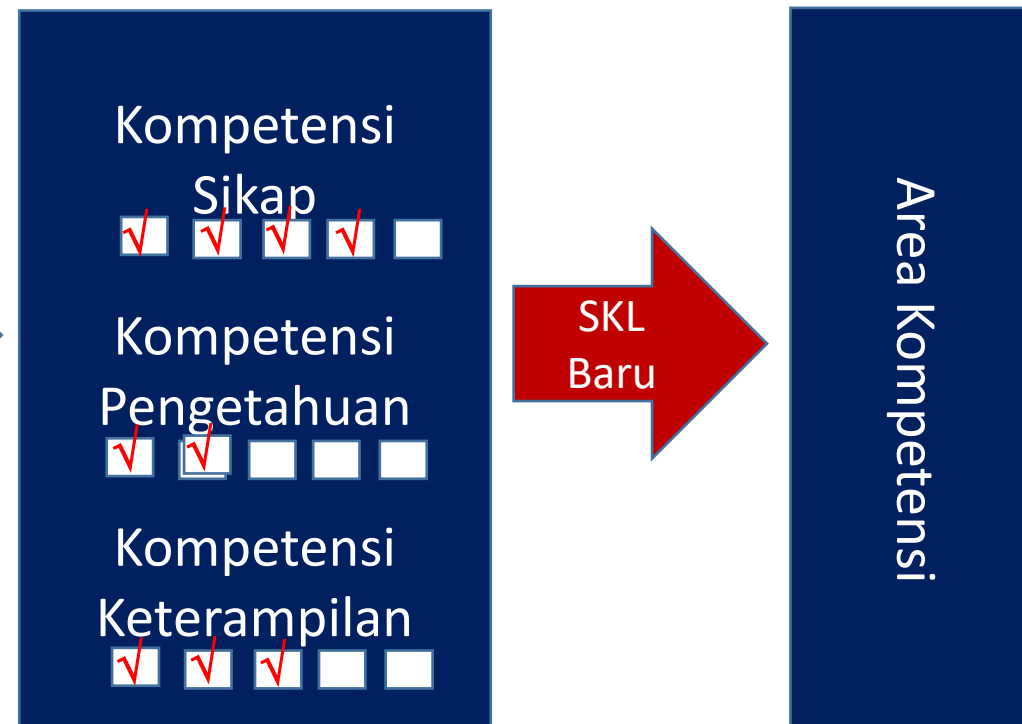 Kompetensi
Sikap
√ √ √ √
Kompetensi
Pengetahuan
√ √
Kompetensi
Keterampilan
√ √ √
SKL
Baru
Area Kompetensi